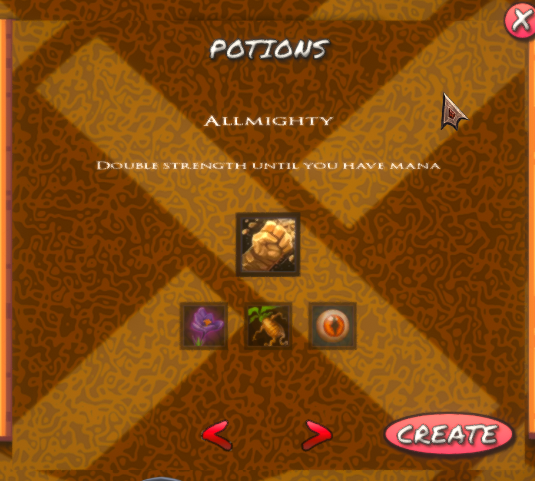 POTIONS
ALLMIGHTY
DOUBLE STRENGTH UNTIL YOU HAVE MANA
CREATE